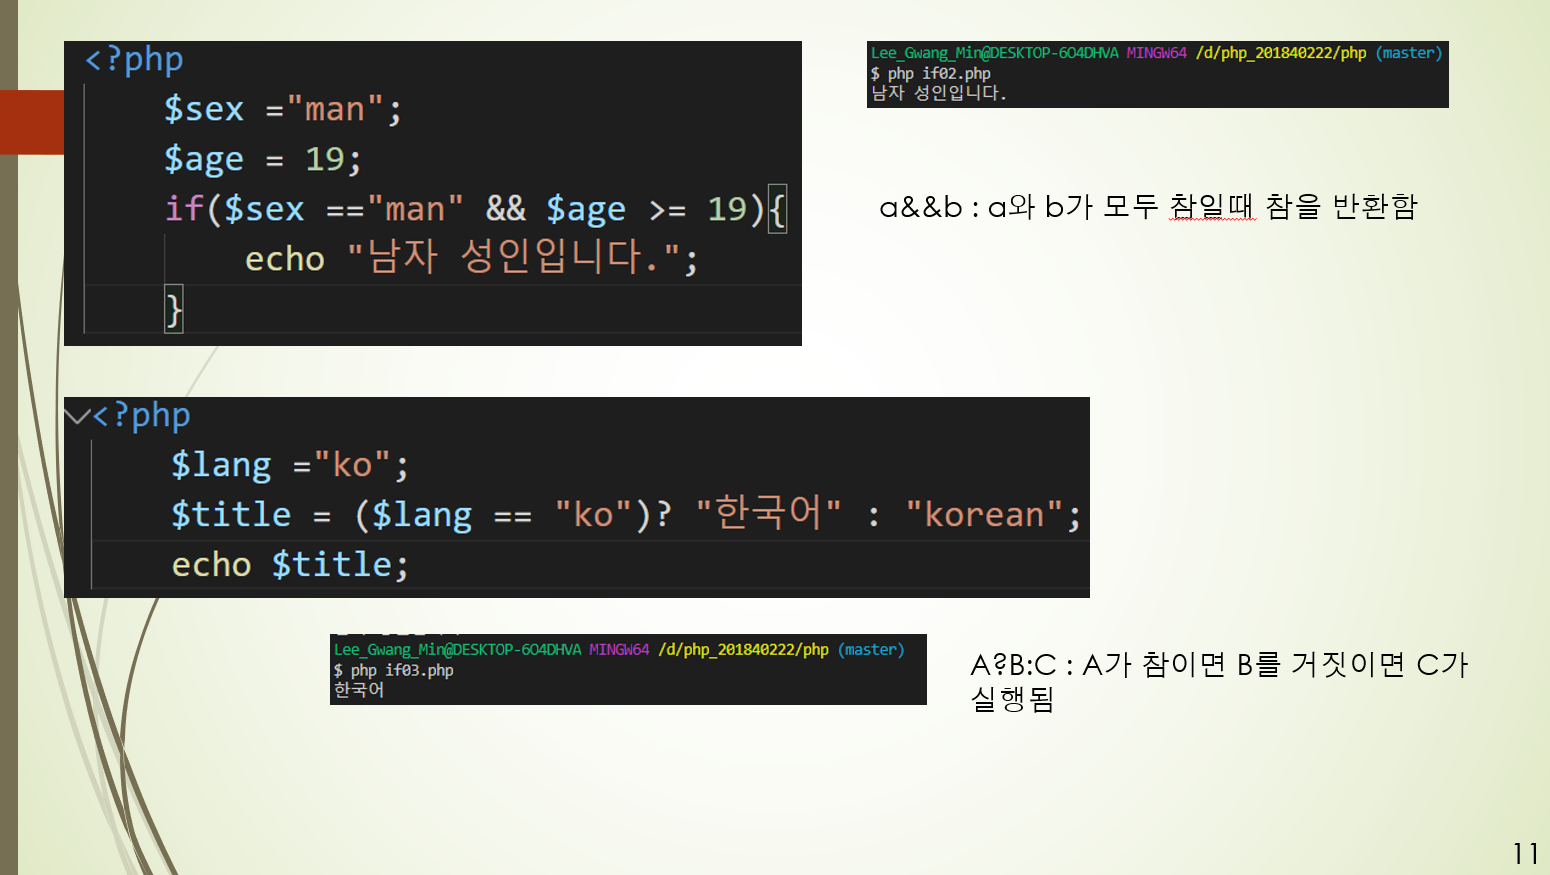 <?php
$sex ="man";
$age = 19;
if($sex =="man" && $age >= 19){
echo "남자 성인입니다.";
}
Lee_Gwang_Min@DESKTOP-6O4DHVA MINGW64 /d/php_201840222/php (master)
$ php if02.php
남자 성인입니다.
a&&b : a와 b가 모두 참일때 참을 반환함
<?php
$lang ="ko";
$title = ($lang == "ko")? "한국어" : "korean";
echo $title;
Lee_Gwang_Min@DESKTOP-6O4DHVA MINGW64 /d/php_201840222/php (master)
$ php if03.php
한국어
A?B:C : A가 참이면 B를 거짓이면 C가
실행됨
11